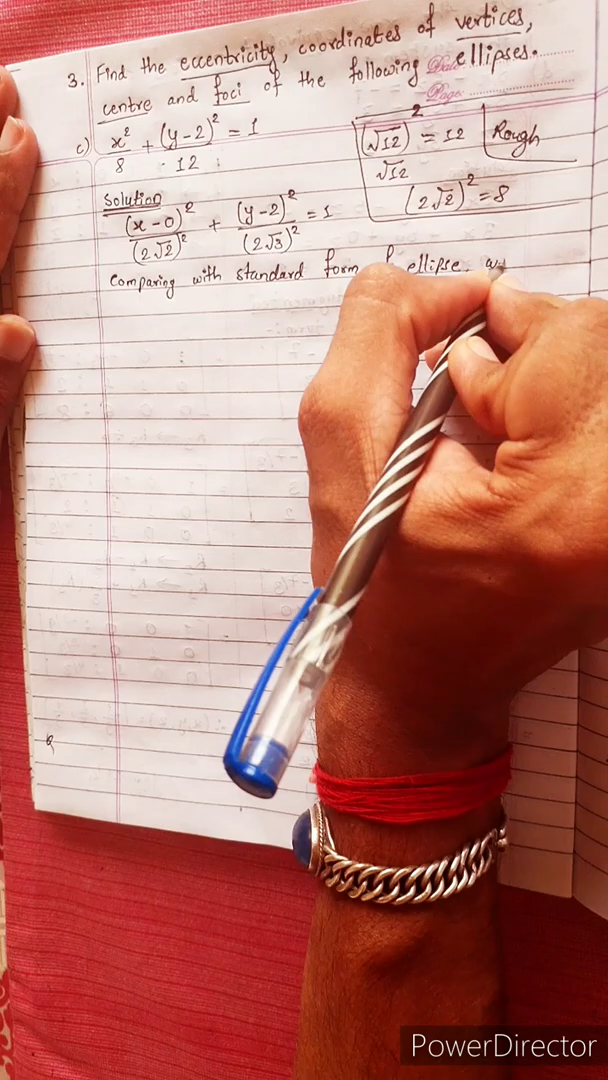 3. Find the eccentricity, coordinates of vertices,
centre and foci of the following ellipses.
Date
Page
c) x²/8 + (y-2)²/12 = 1
(√12)² = 12
√12
Rough
(2√2)² = 8
Solution
(x-0)²/(2√2)² + (y-2)²/(2√3)² = 1
Comparing with standard form ellipse,
PowerDirector